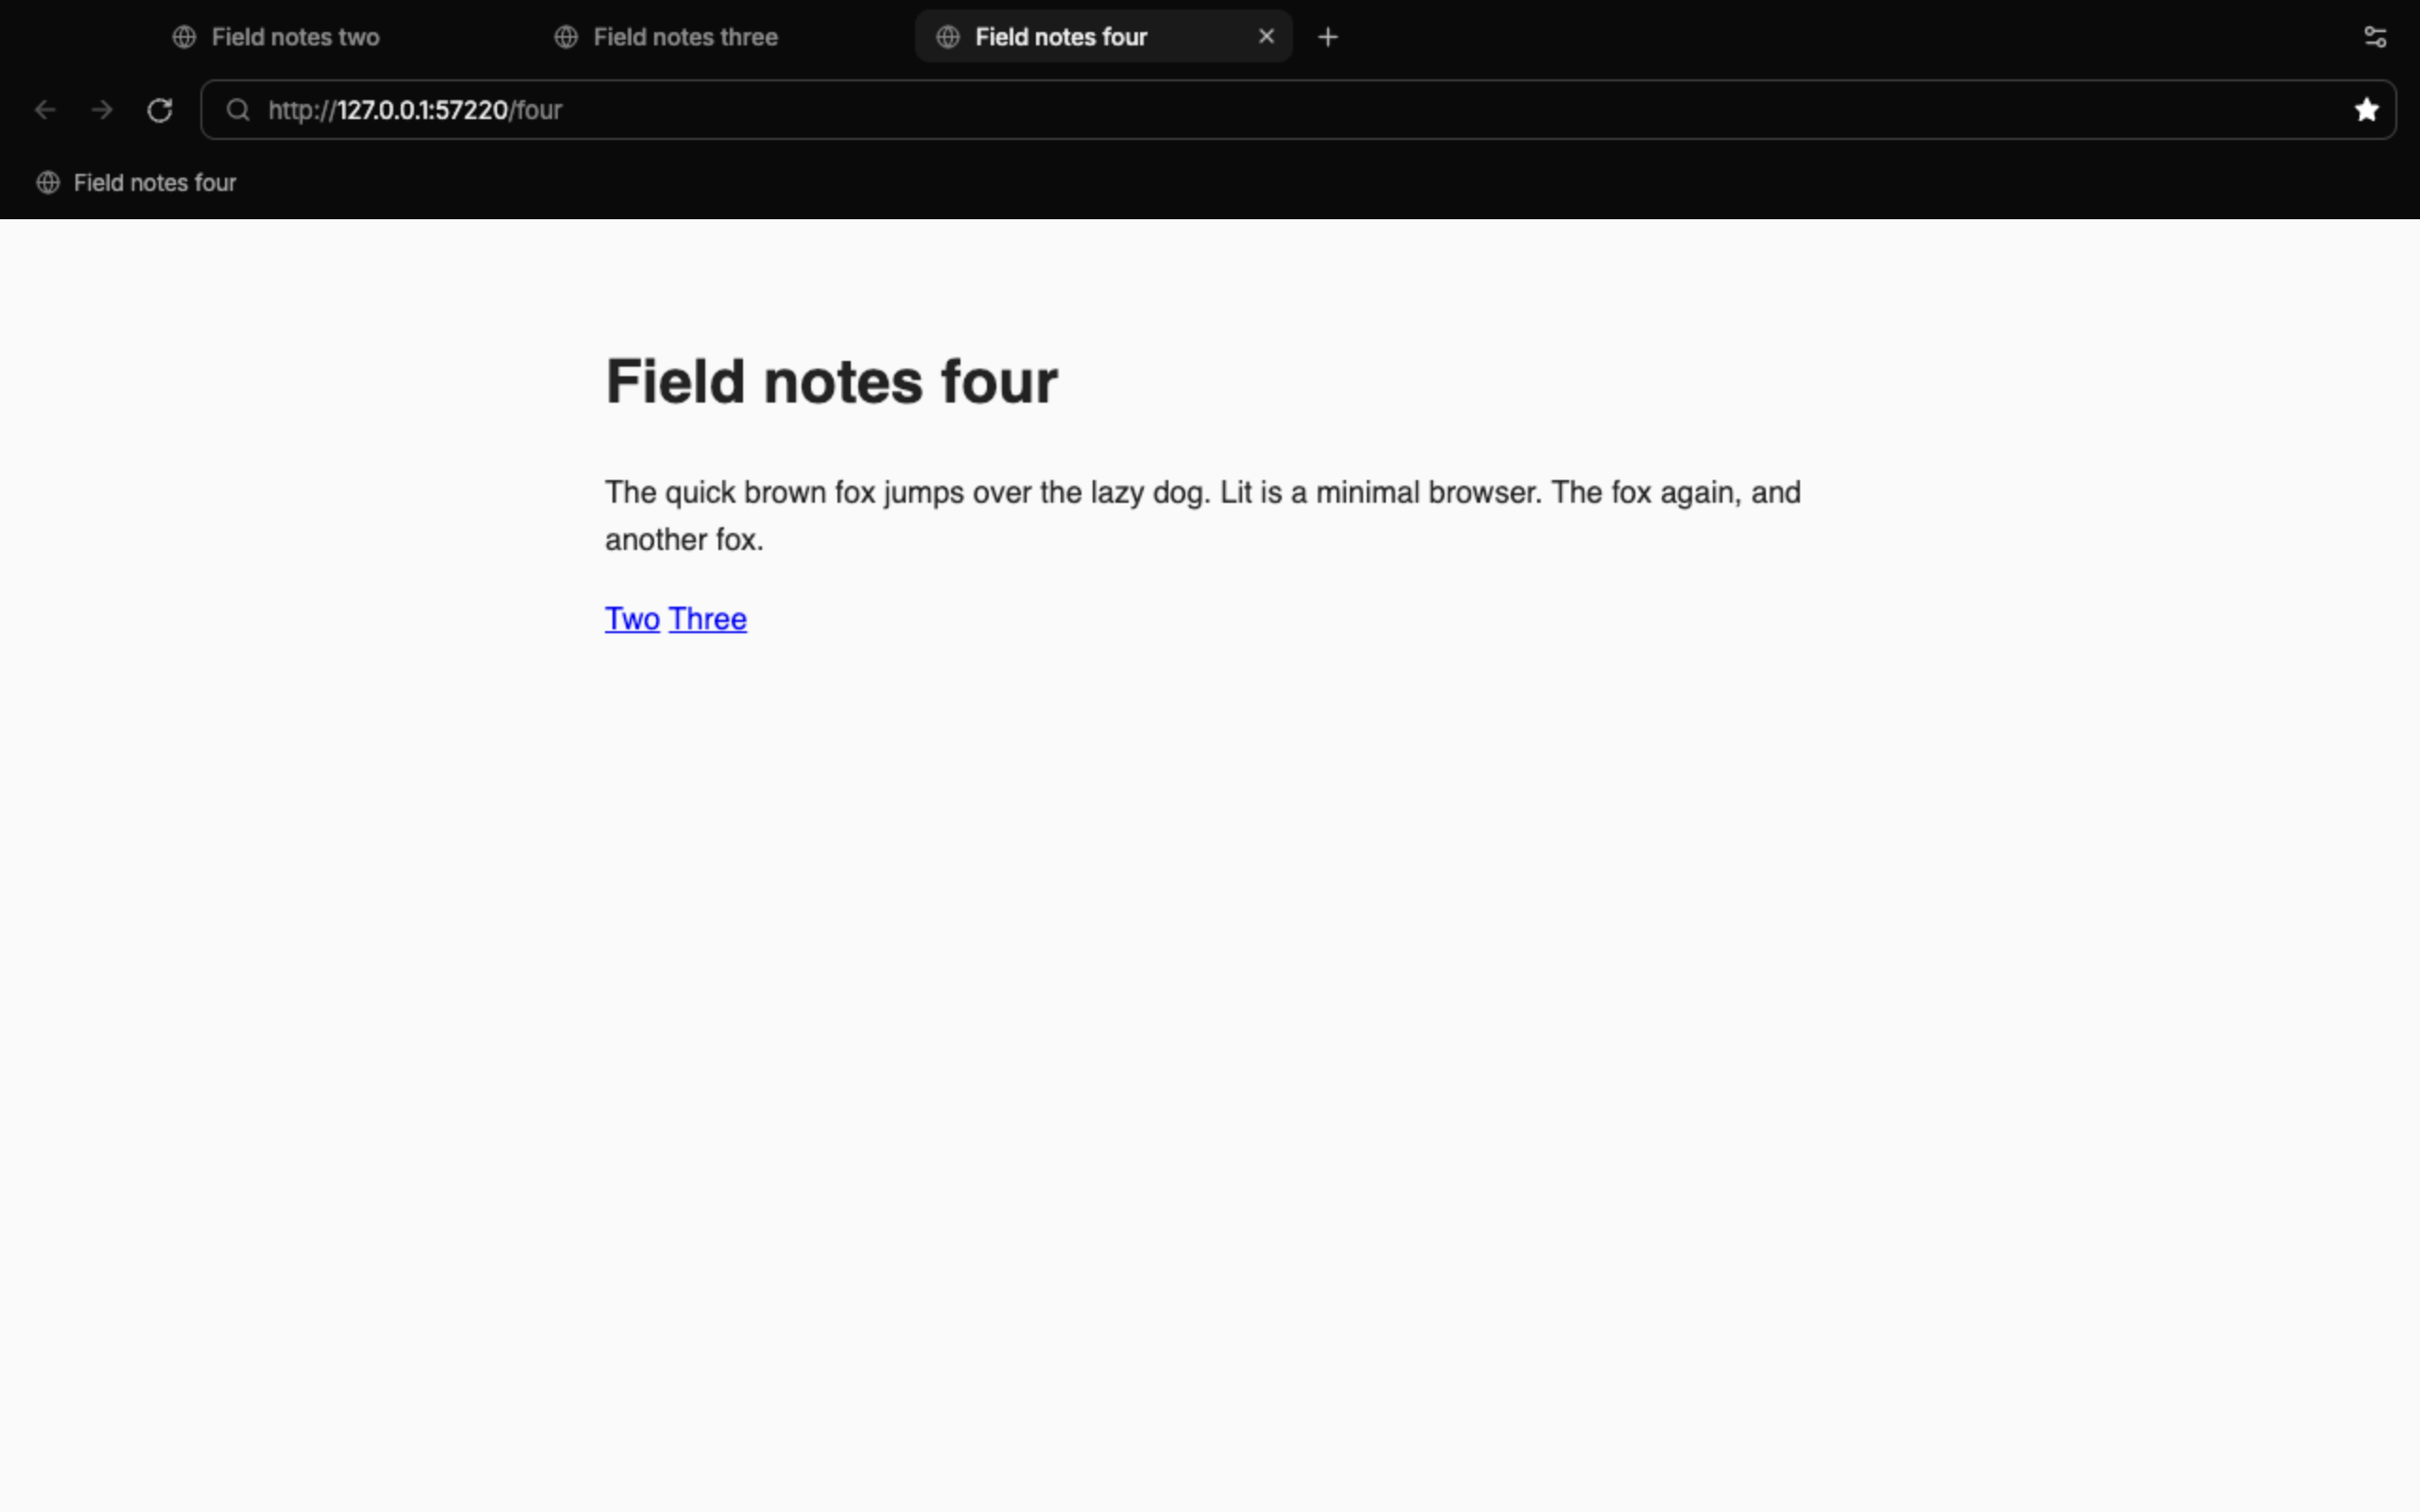 Field notes two
Field notes three
Field notes four
http://127.0.0.1:57220/four
Field notes four
Field notes four
The quick brown fox jumps over the lazy dog. Lit is a minimal browser. The fox again, and
another fox.
Two Three